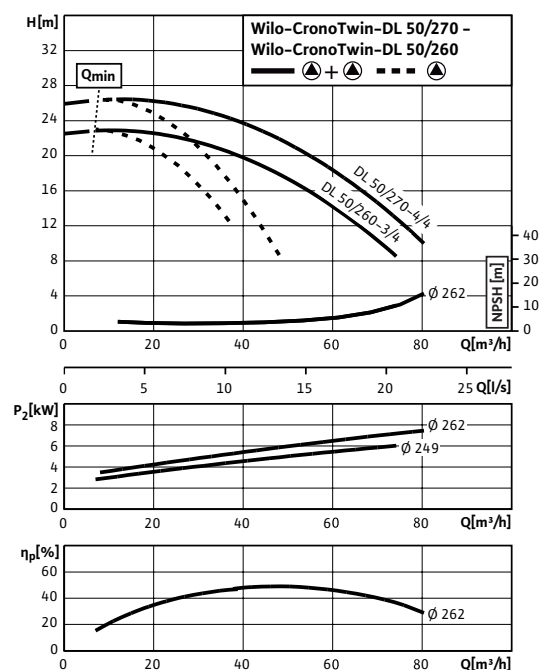 H[m]
Wilo-CronoTwin-DL 50/270 –
Wilo-CronoTwin-DL 50/260
+
32
28
24
20
16
12
8
4
0
Qmin
DL 50/270-4/4
DL 50/260-3/4
40
30
20
10
0
NPSH [m]
Ø 262
0 20 40 60 80 Q[m³/h]
0 5 10 15 20 25 Q[l/s]
P₂[kW]
8
6
4
2
0
Ø 262
Ø 249
0 20 40 60 80 Q[m³/h]
ηp[%]
60
40
20
0
Ø 262
0 20 40 60 80 Q[m³/h]